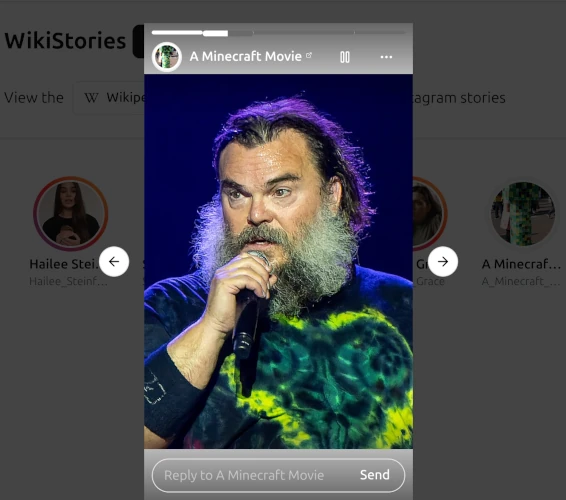 WikiStories
A Minecraft Movie
View the
W Wikipe
agram stories
Hailee Stei…
Hailee_Steinf…
Grace
A Minecraf…
A_Minecraft_…
Reply to A Minecraft Movie
Send